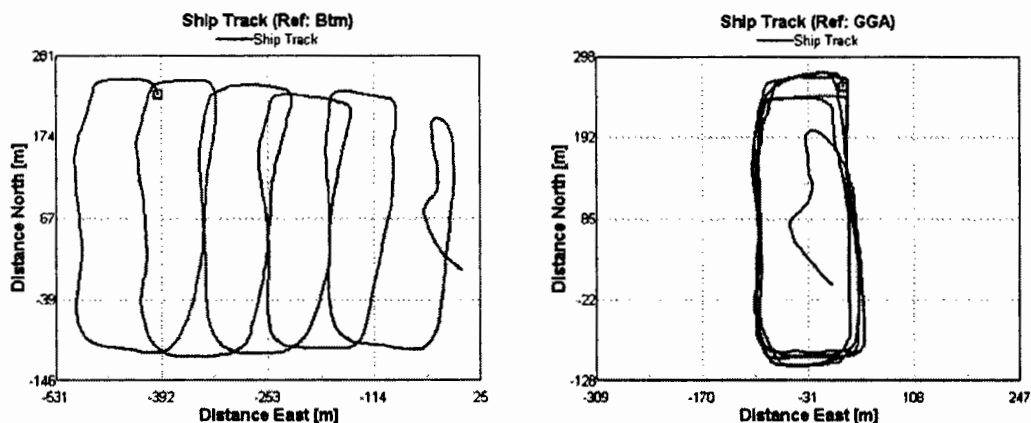 Ship Track (Ref: Btm)
Ship Track
281
174
67
-39
-146
-531
-392
-253
-114
25
Distance North [m]
Distance East [m]
Ship Track (Ref: GGA)
Ship Track
298
192
85
-22
-128
-309
-170
-31
108
247
Distance North [m]
Distance East [m]